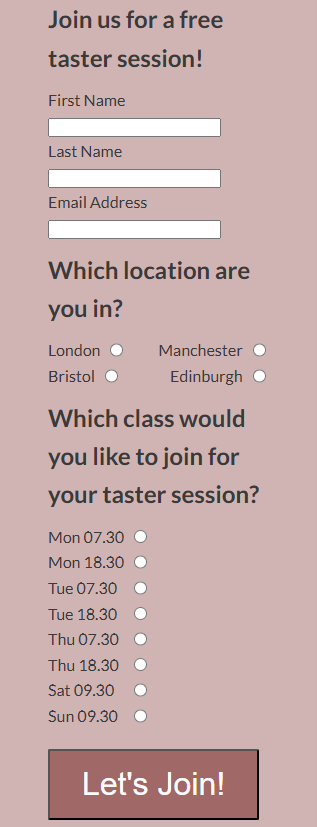 Join us for a free
taster session!
First Name
Last Name
Email Address
Which location are
you in?
London Manchester
Bristol Edinburgh
Which class would
you like to join for
your taster session?
Mon 07.30
Mon 18.30
Tue 07.30
Tue 18.30
Thu 07.30
Thu 18.30
Sat 09.30
Sun 09.30
Let's Join!